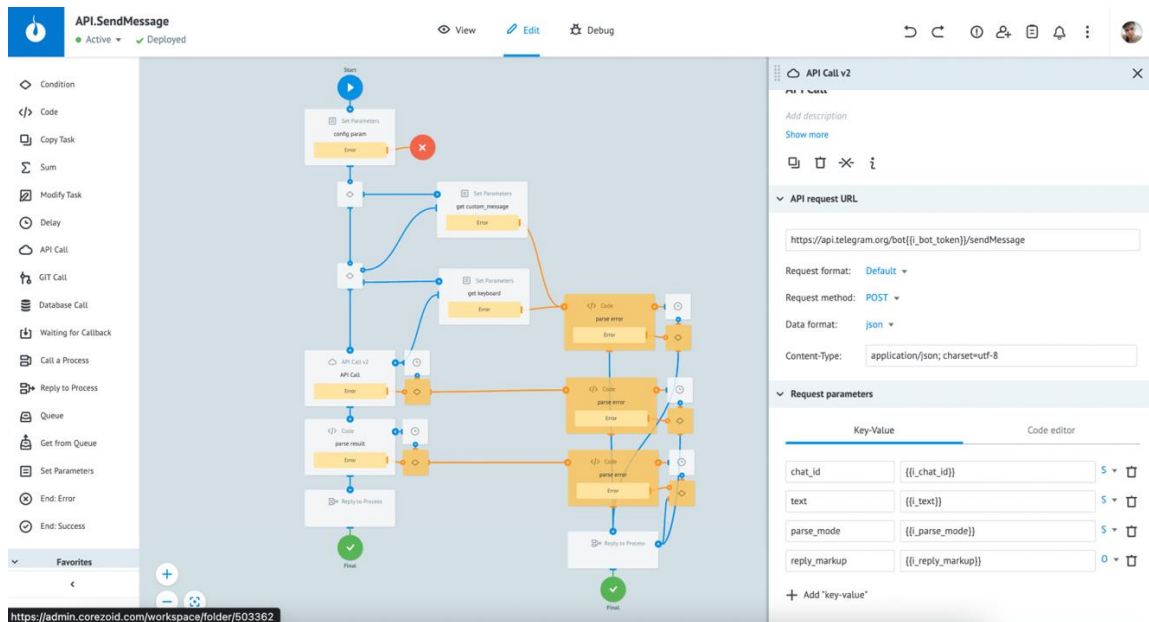 API.SendMessage
Active
Deployed
View
Edit
Debug
Condition
Code
Copy Task
Sum
Modify Task
Delay
API Call
GIT Call
Database Call
Waiting for Callback
Call a Process
Reply to Process
Queue
Get from Queue
Set Parameters
End: Error
End: Success
Favorites
https://admin.corezoid.com/workspace/folder/503362
Start
Set Parameters
config param
Error
Set Parameters
get custom_message
Error
Set Parameters
get keyboard
Error
Code
parse error
Error
API Call v2
API Call
Error
Code
parse error
Error
Code
parse result
Error
Code
parse error
Error
Reply to Process
Final
Reply to Process
Final
API Call v2
API Call
Add description
Show more
API request URL
https://api.telegram.org/bot{{i_bot_token}}/sendMessage
Request format: Default
Request method: POST
Data format: json
Content-Type: application/json; charset=utf-8
Request parameters
Key-Value Code editor
chat_id {{i_chat_id}} S
text {{i_text}} S
parse_mode {{i_parse_mode}} S
reply_markup {{i_reply_markup}} O
Add "key-value"